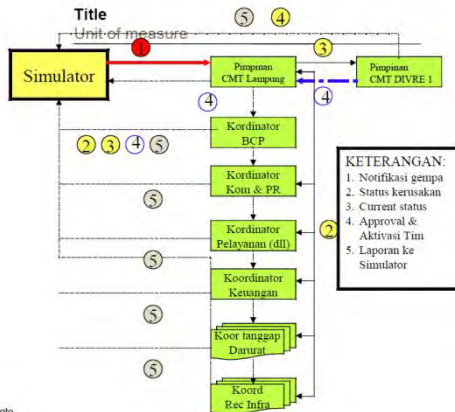 Title
Unit of measure
5 4
1
3
Simulator
Pimpinan
CMT Lampung
Pimpinan
CMT DIVRE 1
4
4
Kordinator
BCP
2 3 4 5
Kordinator
Kom & PR
5
Kordinator
Pelayanan (dll)
2
5
Koordinator
Keuangan
5
Koor tanggap
Darurat
5
Koord
Rec Infra
KETERANGAN:
1. Notifikasi gempa
2. Status kerusakan
3. Current status
4. Approval &
Aktivasi Tim
5. Laporan ke
Simulator